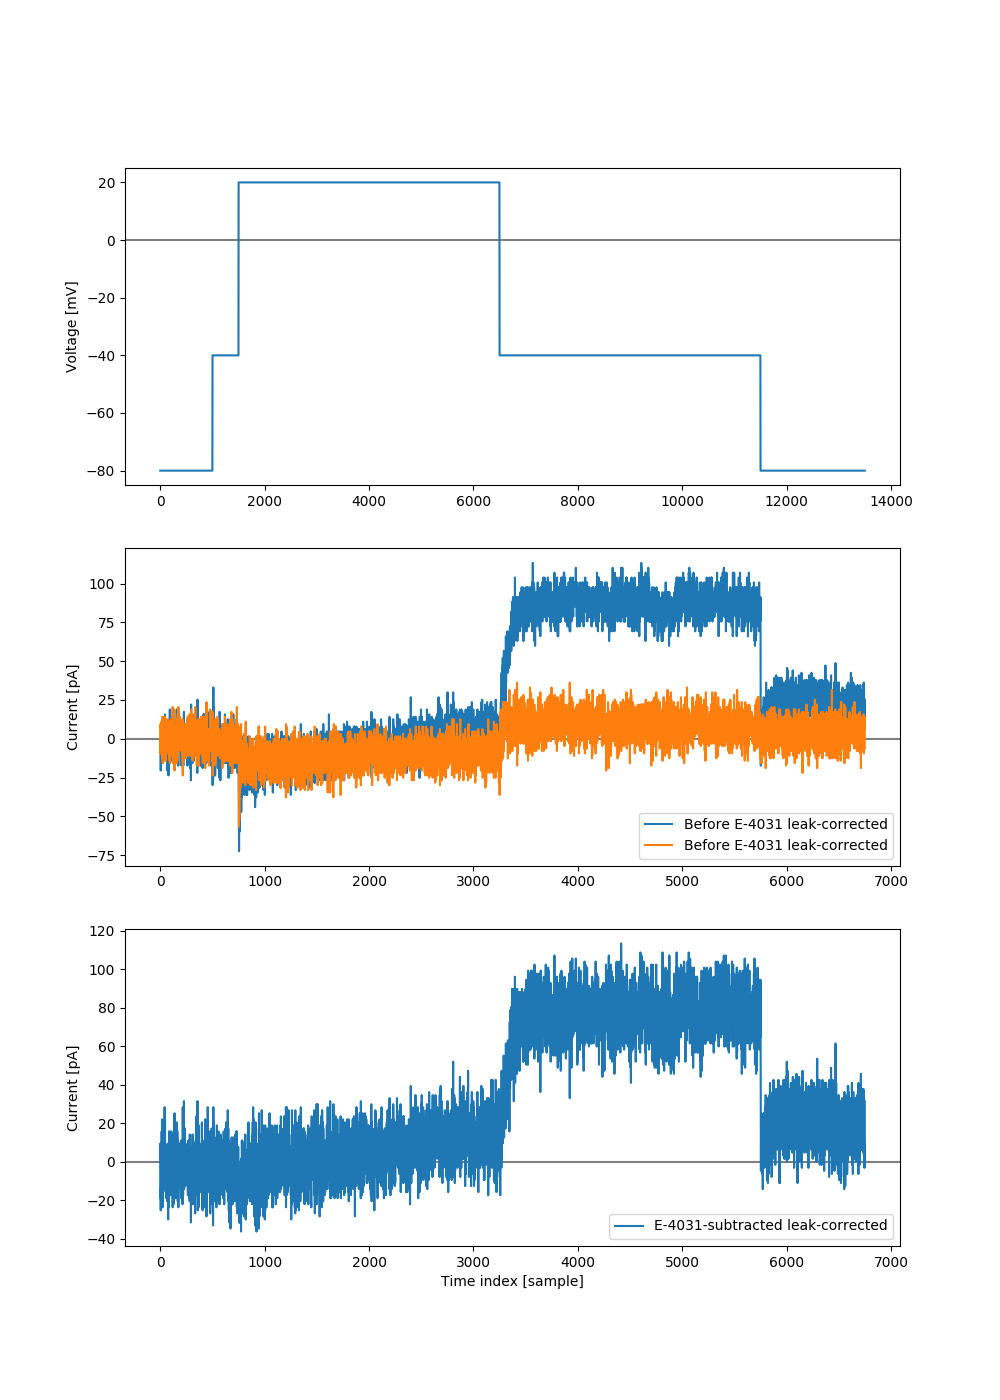 20
0
−20
−40
−60
−80
Voltage [mV]
0 2000 4000 6000 8000 10000 12000 14000
100
75
50
25
0
−25
−50
−75
Current [pA]
Before E-4031 leak-corrected
Before E-4031 leak-corrected
0 1000 2000 3000 4000 5000 6000 7000
120
100
80
60
40
20
0
−20
−40
Current [pA]
E-4031-subtracted leak-corrected
0 1000 2000 3000 4000 5000 6000 7000
Time index [sample]